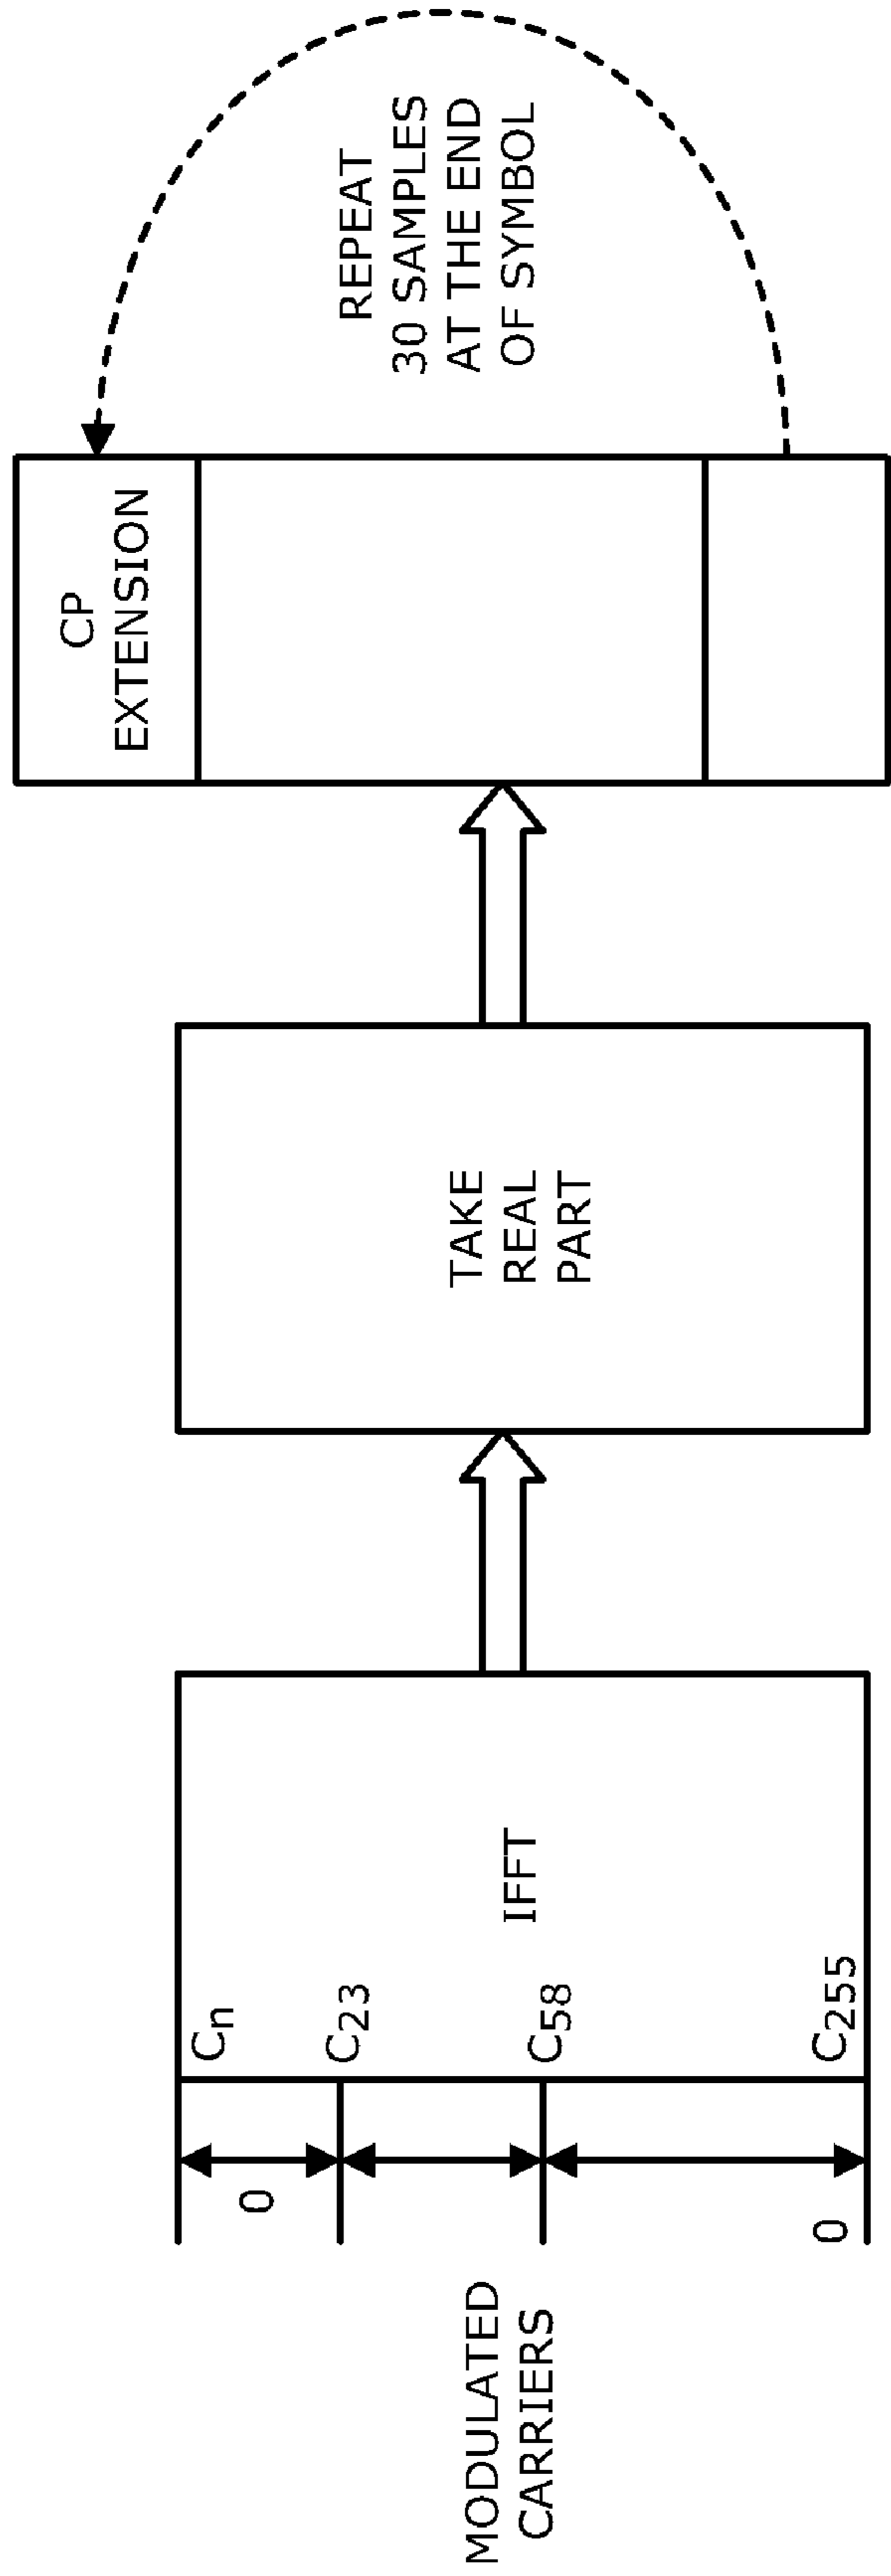 MODULATED
CARRIERS
0
0
Cₙ
C₂₃
C₅₈
C₂₅₅
IFFT
TAKE
REAL
PART
CP
EXTENSION
REPEAT
30 SAMPLES
AT THE END
OF SYMBOL